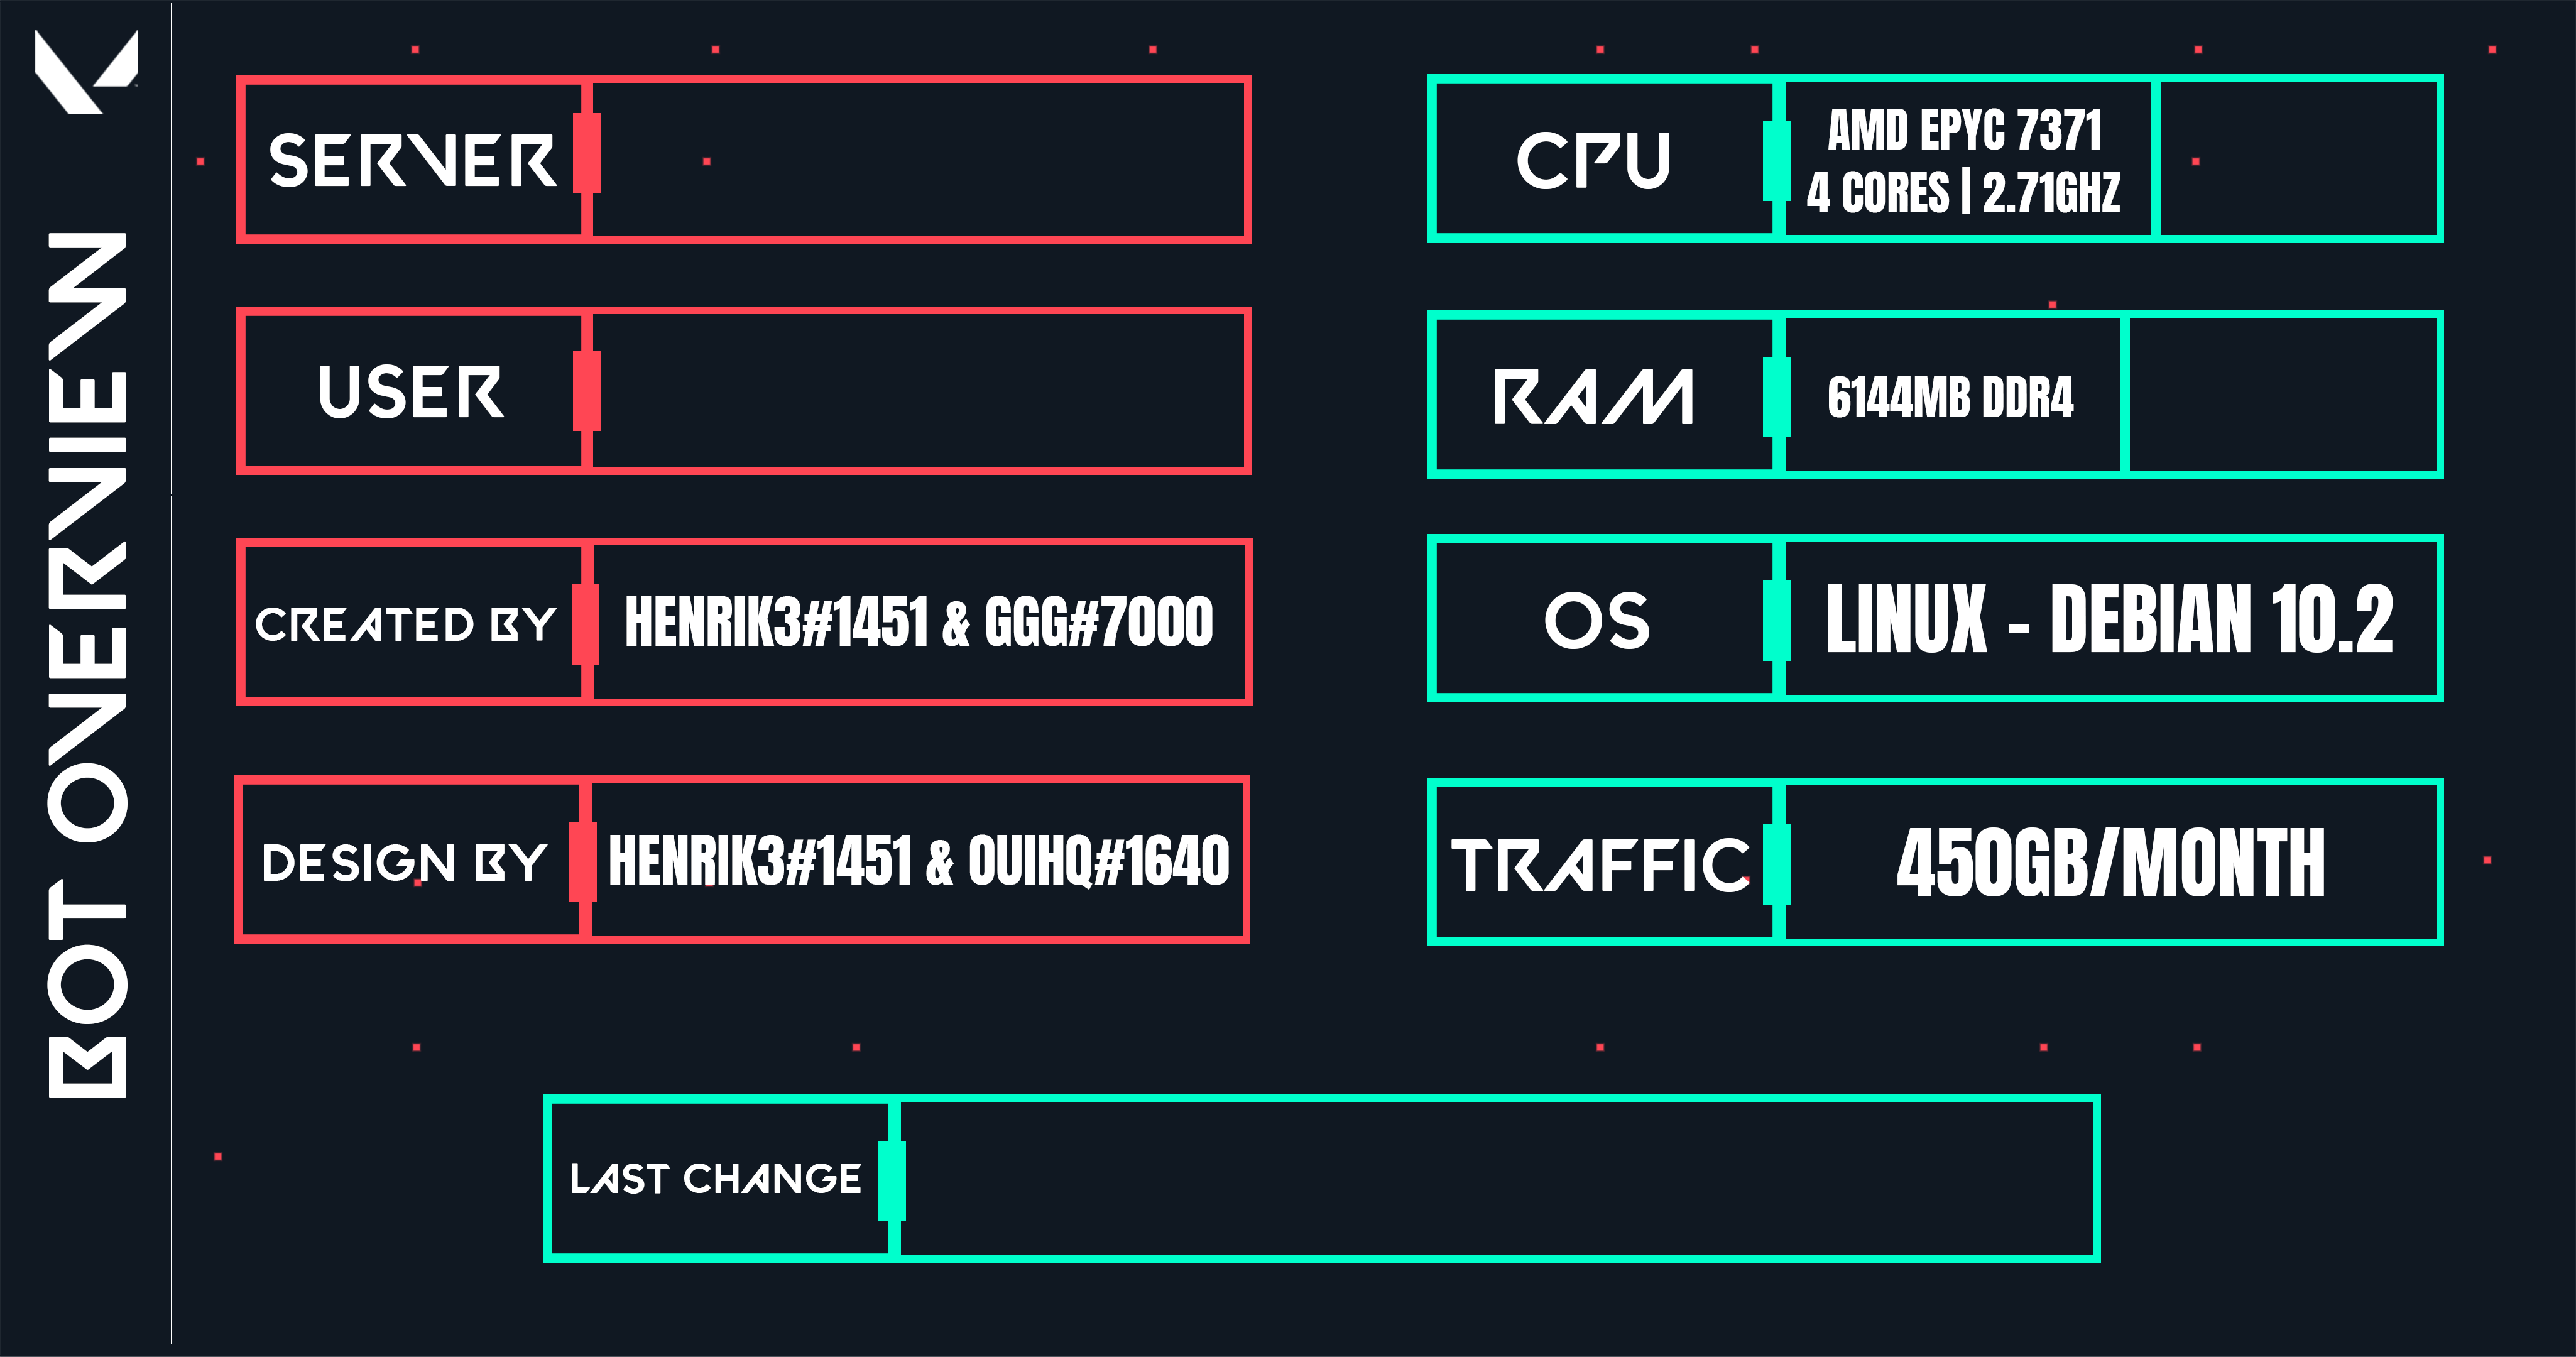 BOT OVERVIEW
SERVER
USER
CREATED BY
HENRIK3#1451 & GGG#7000
DESIGN BY
HENRIK3#1451 & OUIHQ#1640
CPU
AMD EPYC 7371
4 CORES | 2.71GHZ
RAM
6144MB DDR4
OS
LINUX - DEBIAN 10.2
TRAFFIC
450GB/MONTH
LAST CHANGE